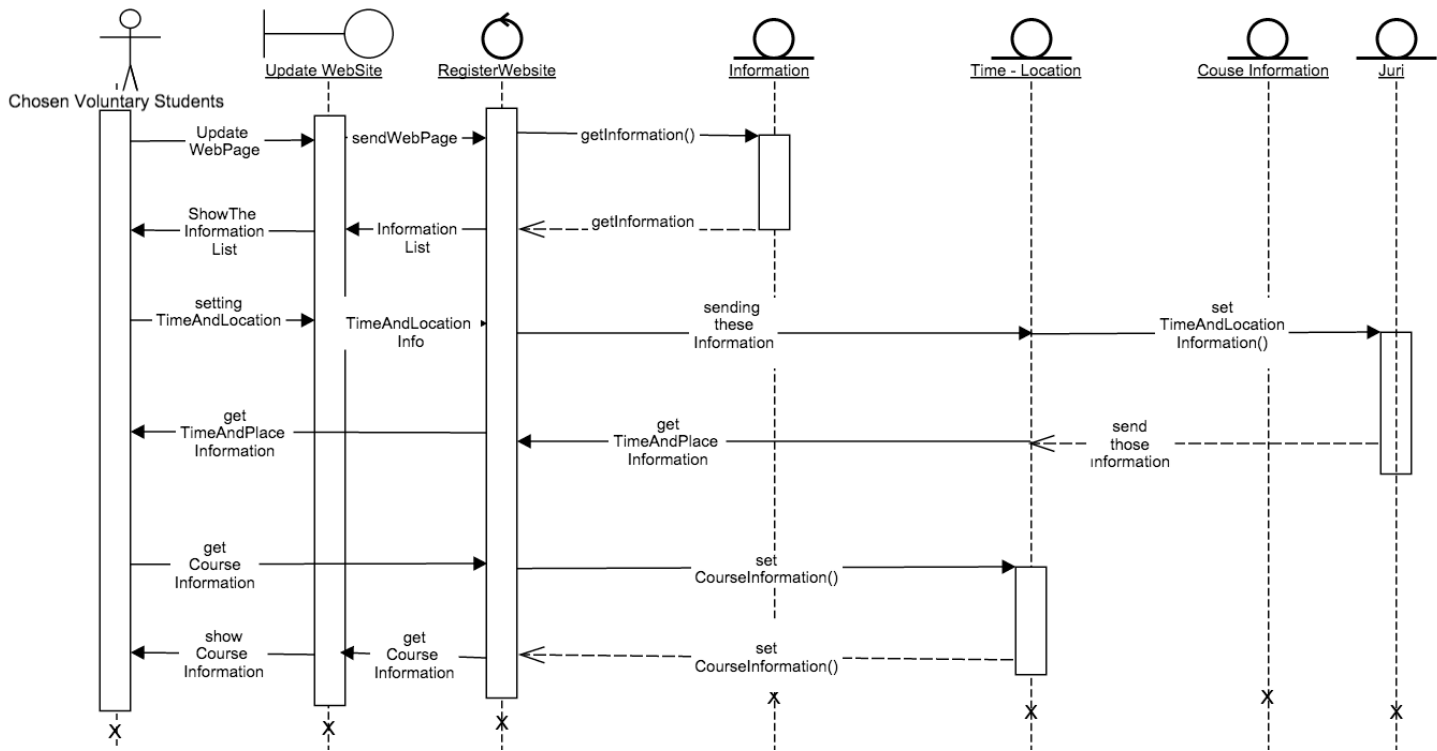 Update WebSite
RegisterWebsite
Information
Time - Location
Couse Information
Juri
Chosen Voluntary Students
Update
WebPage
sendWebPage
getInformation()
ShowThe
Information
List
Information
List
getInformation
setting
TimeAndLocation
TimeAndLocation
Info
sending
these
Information
set
TimeAndLocation
Information()
get
TimeAndPlace
Information
get
TimeAndPlace
Information
send
those
information
get
Course
Information
set
CourseInformation()
show
Course
Information
get
Course
Information
set
CourseInformation()
X
X
X
X
X
X
X